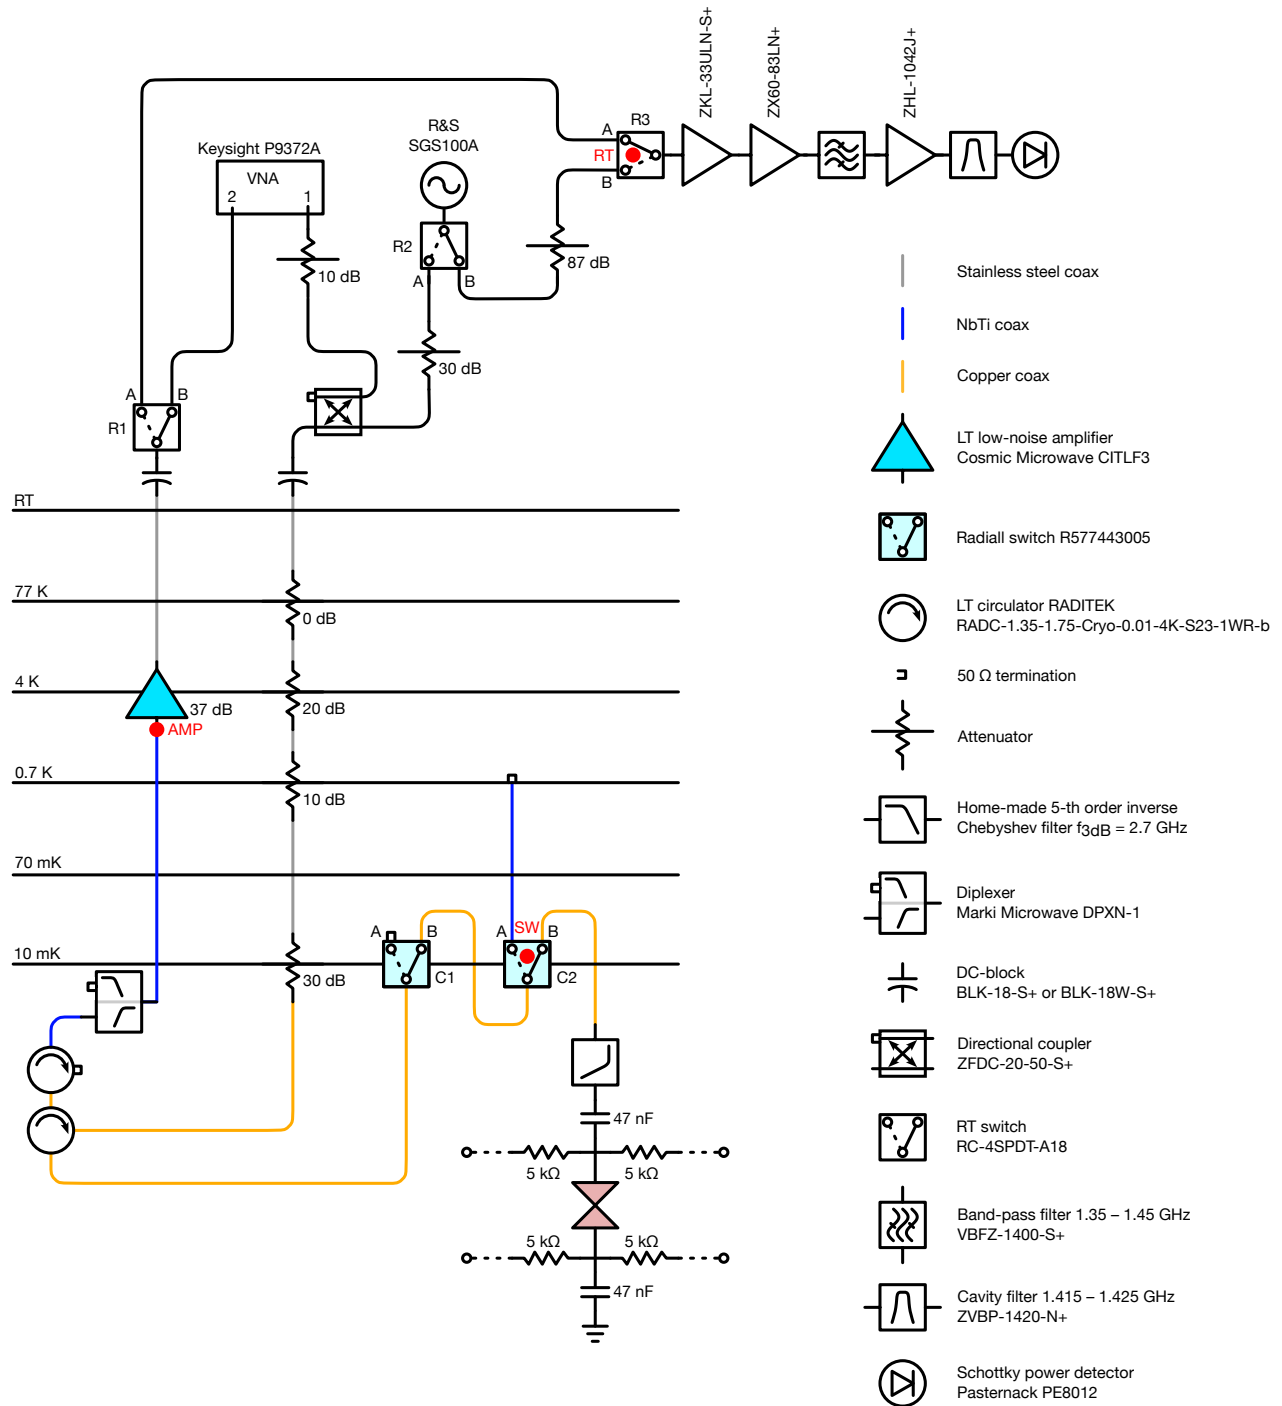 ZKL-33ULN-S+
ZX60-83LN+
ZHL-1042J+
R3
A
RT
B
R&S
SGS100A
Keysight P9372A
VNA
2
1
R2
10 dB
87 dB
A
B
30 dB
A
B
R1
RT
77 K
0 dB
4 K
37 dB
20 dB
AMP
0.7 K
10 dB
70 mK
A
B
A
SW
B
10 mK
30 dB
C1
C2
47 nF
5 kΩ
5 kΩ
5 kΩ
5 kΩ
47 nF
Stainless steel coax
NbTi coax
Copper coax
LT low-noise amplifier
Cosmic Microwave CITLF3
Radiall switch R577443005
LT circulator RADITEK
RADC-1.35-1.75-Cryo-0.01-4K-S23-1WR-b
50 Ω termination
Attenuator
Home-made 5-th order inverse
Chebyshev filter f3dB = 2.7 GHz
Diplexer
Marki Microwave DPXN-1
DC-block
BLK-18-S+ or BLK-18W-S+
Directional coupler
ZFDC-20-50-S+
RT switch
RC-4SPDT-A18
Band-pass filter 1.35 – 1.45 GHz
VBFZ-1400-S+
Cavity filter 1.415 – 1.425 GHz
ZVBP-1420-N+
Schottky power detector
Pasternack PE8012